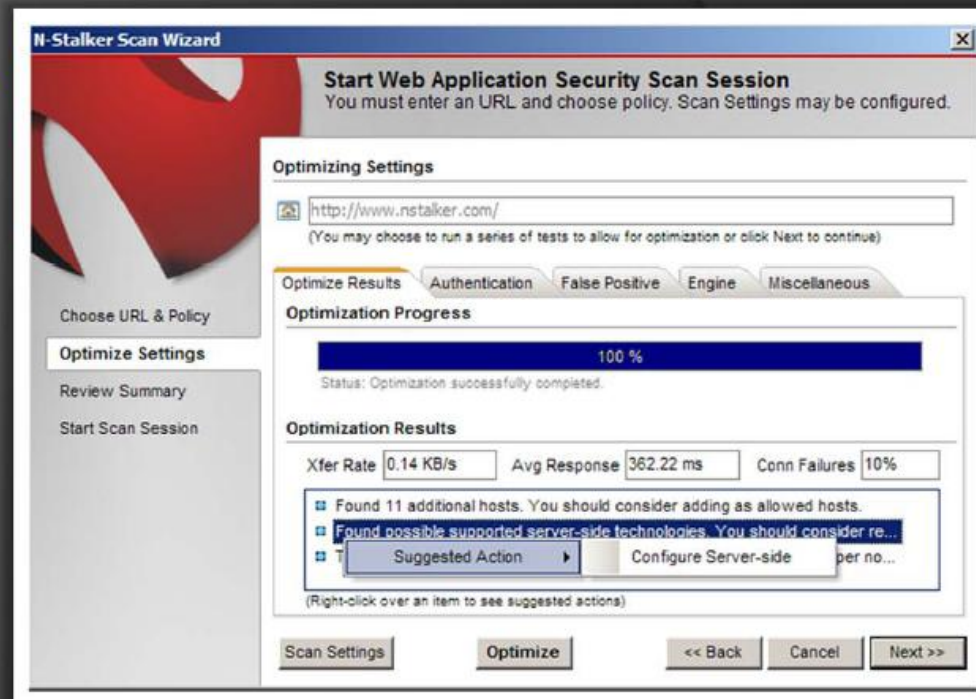 N-Stalker Scan Wizard
Start Web Application Security Scan Session
You must enter an URL and choose policy. Scan Settings may be configured.
Optimizing Settings
http://www.nstalker.com/
(You may choose to run a series of tests to allow for optimization or click Next to continue)
Optimize Results Authentication False Positive Engine Miscellaneous
Choose URL & Policy
Optimize Settings
Review Summary
Start Scan Session
Optimization Progress
100 %
Status: Optimization successfully completed.
Optimization Results
Xfer Rate 0.14 KB/s Avg Response 362.22 ms Conn Failures 10%
Found 11 additional hosts. You should consider adding as allowed hosts.
Found possible supported server-side technologies. You should consider re...
T
Suggested Action Configure Server-side
per no...
(Right-click over an item to see suggested actions)
Scan Settings Optimize << Back Cancel Next >>